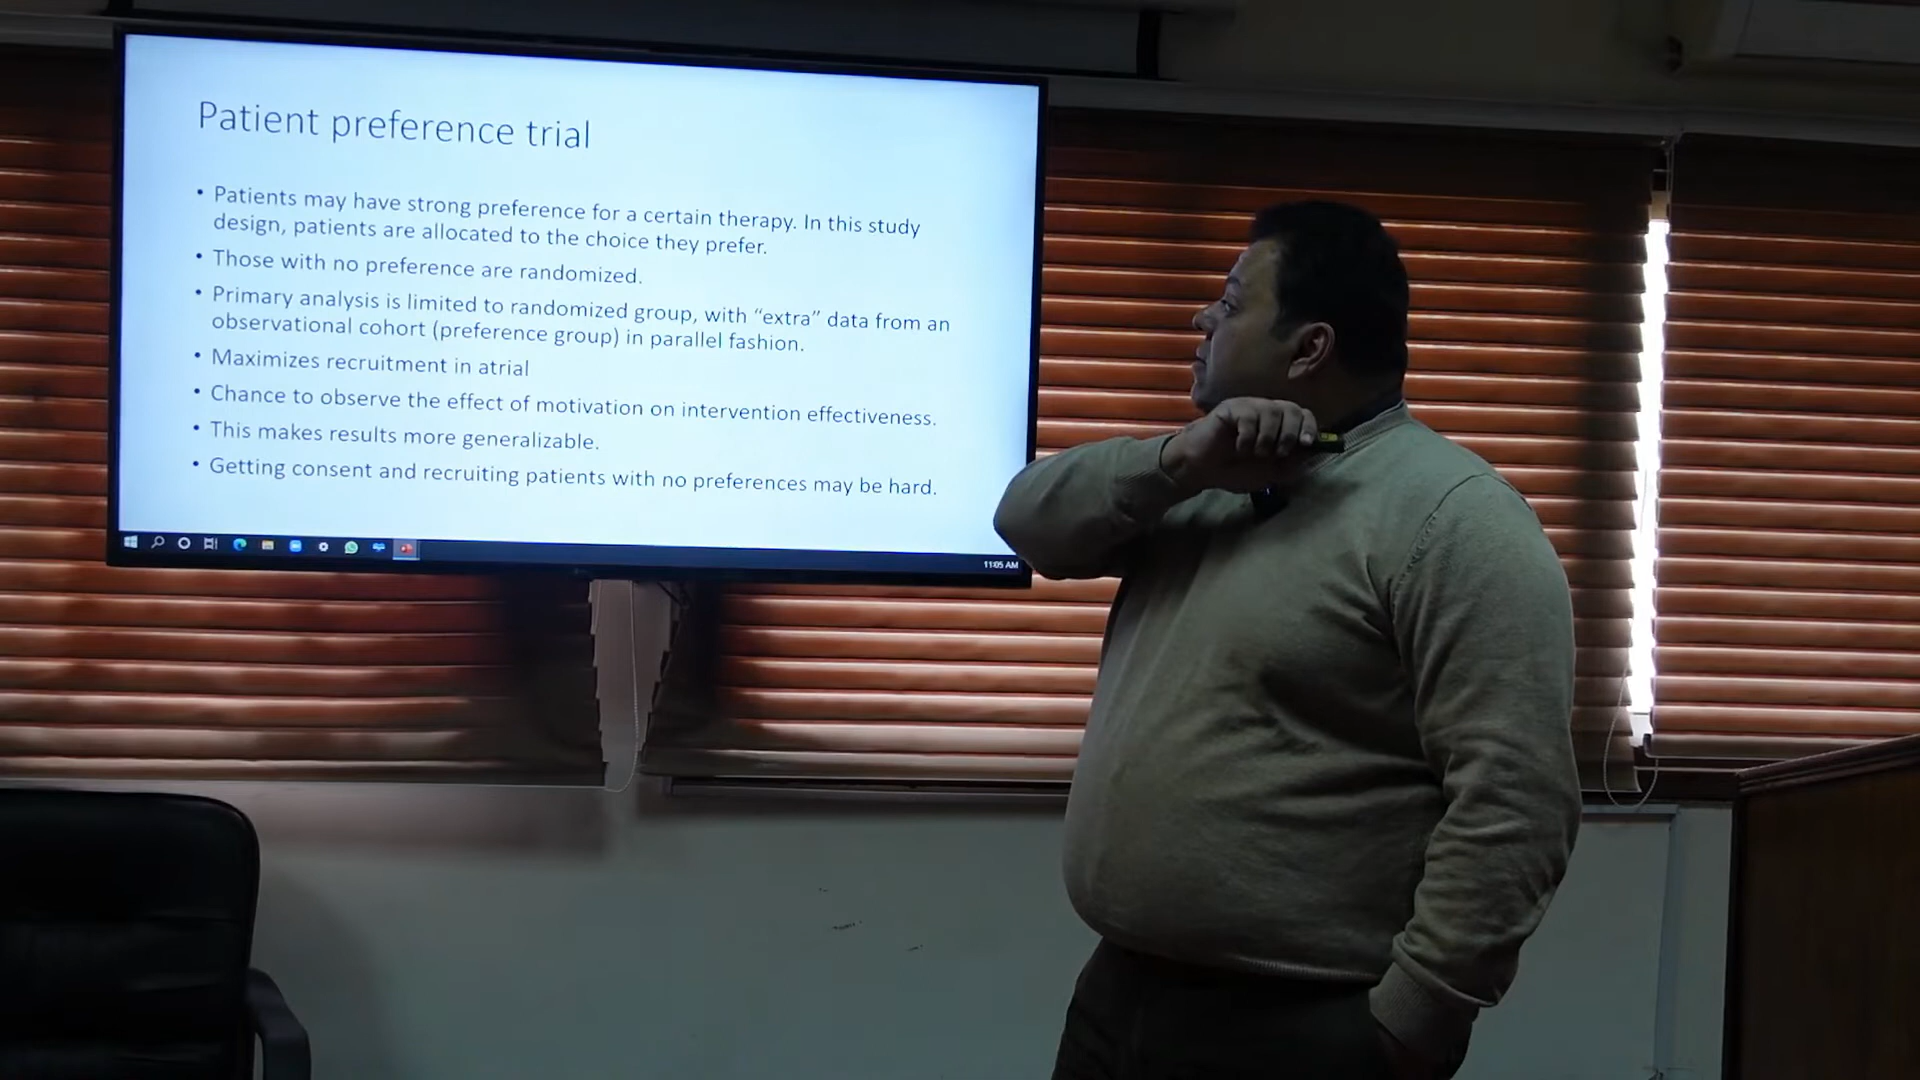 Patient preference trial
• Patients may have strong preference for a certain therapy. In this study
design, patients are allocated to the choice they prefer.
• Those with no preference are randomized.
• Primary analysis is limited to randomized group, with “extra” data from an
observational cohort (preference group) in parallel fashion.
• Maximizes recruitment in atrial
• Chance to observe the effect of motivation on intervention effectiveness.
• This makes results more generalizable.
• Getting consent and recruiting patients with no preferences may be hard.
11:05 AM